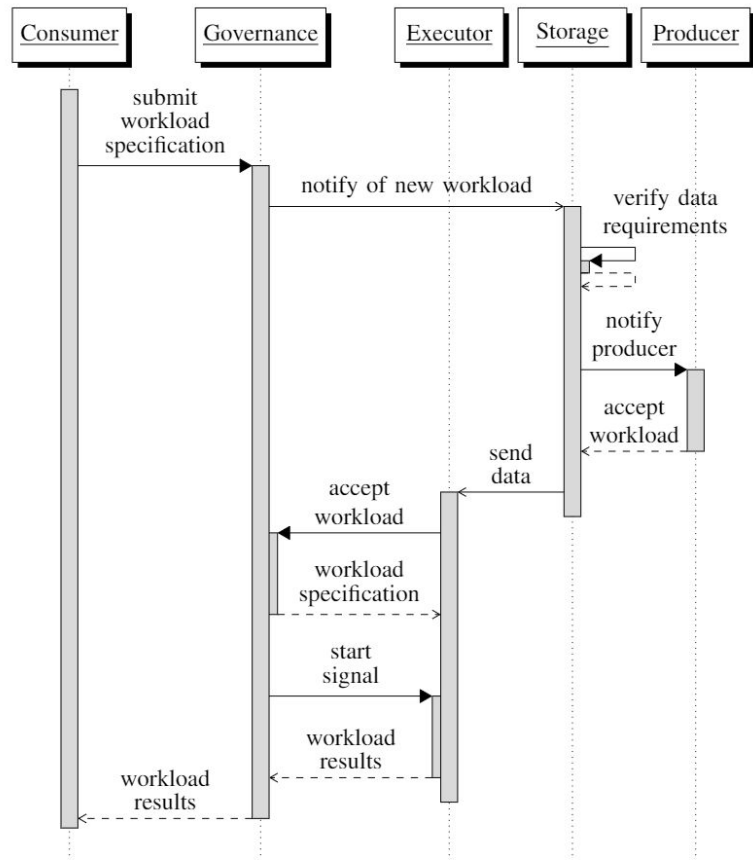 Consumer
Governance
Executor
Storage
Producer
submit
workload
specification
notify of new workload
verify data
requirements
notify
producer
accept
workload
send
data
accept
workload
workload
specification
start
signal
workload
results
workload
results